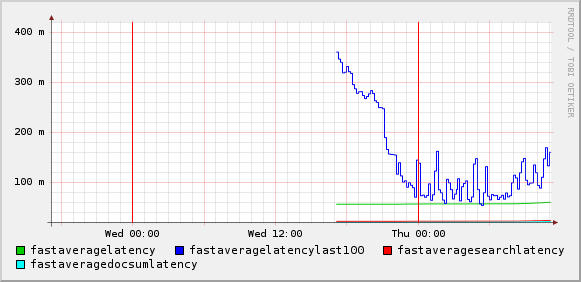 400 m
300 m
200 m
100 m
Wed 00:00 Wed 12:00 Thu 00:00
fastaveragelatency fastaveragelatencylast100 fastaveragesearchlatency
fastaveragedocsumlatency
RRDTOOL / TOBI OETIKER